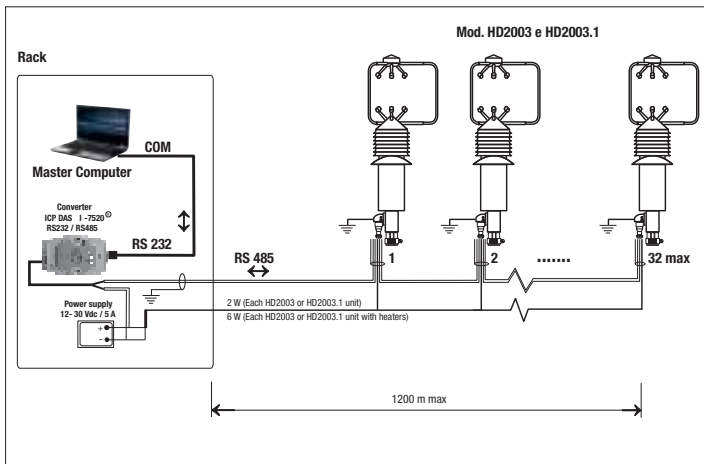 Mod. HD2003 e HD2003.1
Rack
COM
Master Computer
Converter
ICP DAS I -7520®
RS232 / RS485
RS 232
RS 485
1
2
.......
32 max
Power supply
12- 30 Vdc / 5 A
+
-
2 W (Each HD2003 or HD2003.1 unit)
6 W (Each HD2003 or HD2003.1 unit with heaters)
1200 m max